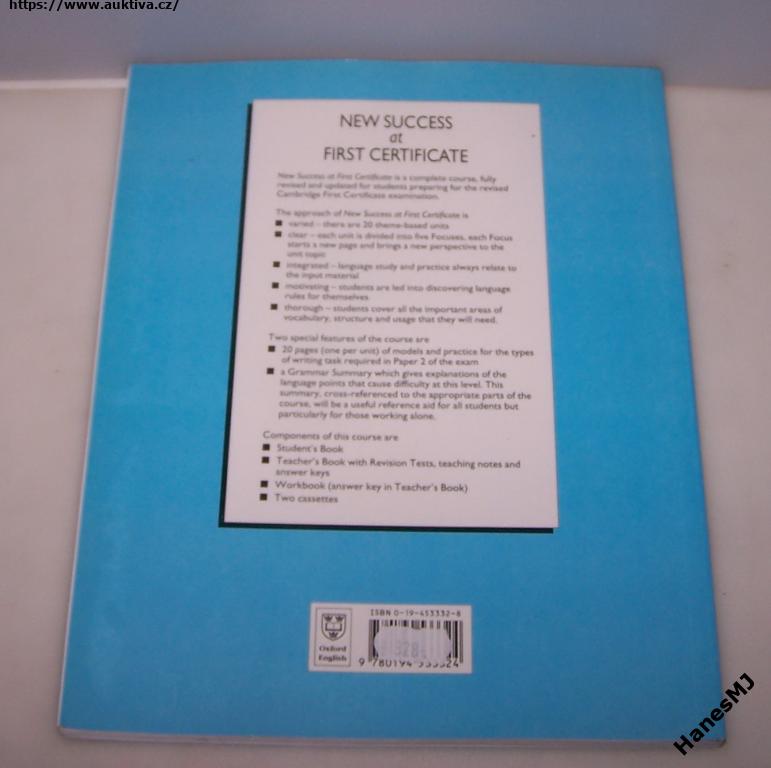 https://www.auktiva.cz/
NEW SUCCESS
at
FIRST CERTIFICATE
New Success at First Certificate is a complete course, fully
revised and updated for students preparing for the revised
Cambridge First Certificate examination.
The approach of New Success at First Certificate is
■ varied – there are 20 theme-based units
■ clear – each unit is divided into five Focuses, each Focus
starts a new page and brings a new perspective to the
unit topic
■ integrated – language study and practice always relate to
the input material
■ motivating – students are led into discovering language
rules for themselves
■ thorough – students cover all the important areas of
vocabulary, structure and usage that they will need.
Two special features of the course are
■ 20 pages (one per unit) of models and practice for the types
of writing task required in Paper 2 of the exam
■ a Grammar Summary which gives explanations of the
language points that cause difficulty at this level. This
summary, cross-referenced to the appropriate parts of the
course, will be a useful reference aid for all students but
particularly for those working alone.
Components of this course are
■ Student's Book
■ Teacher's Book with Revision Tests, teaching notes and
answer keys
■ Workbook (answer key in Teacher's Book)
■ Two cassettes
ISBN 0-19-453332-8
Oxford
English
9 780194 533324
HanesMJ